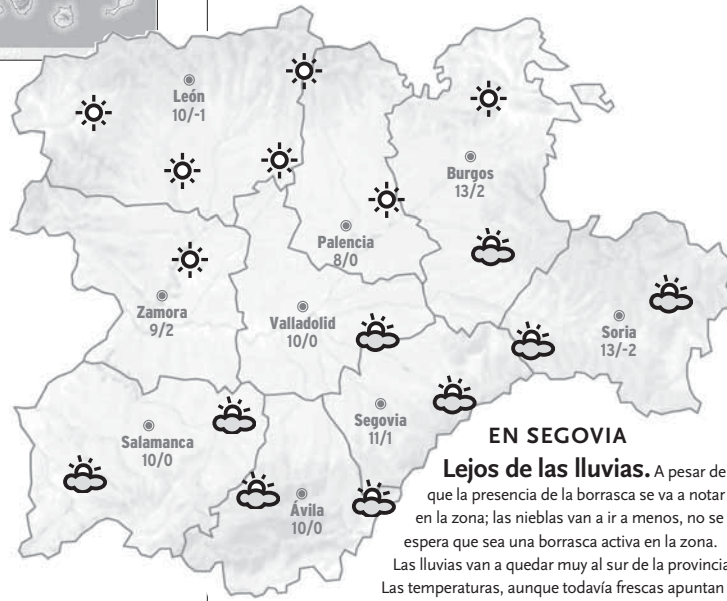 León
10/-1
Burgos
13/2
Palencia
8/0
Zamora
9/2
Valladolid
10/0
Soria
13/-2
Segovia
11/1
Salamanca
10/0
Ávila
10/0
EN SEGOVIA
Lejos de las lluvias. A pesar de
que la presencia de la borrasca se va a notar
en la zona; las nieblas van a ir a menos, no se
espera que sea una borrasca activa en la zona.
Las lluvias van a quedar muy al sur de la provincia
Las temperaturas, aunque todavía frescas apuntan